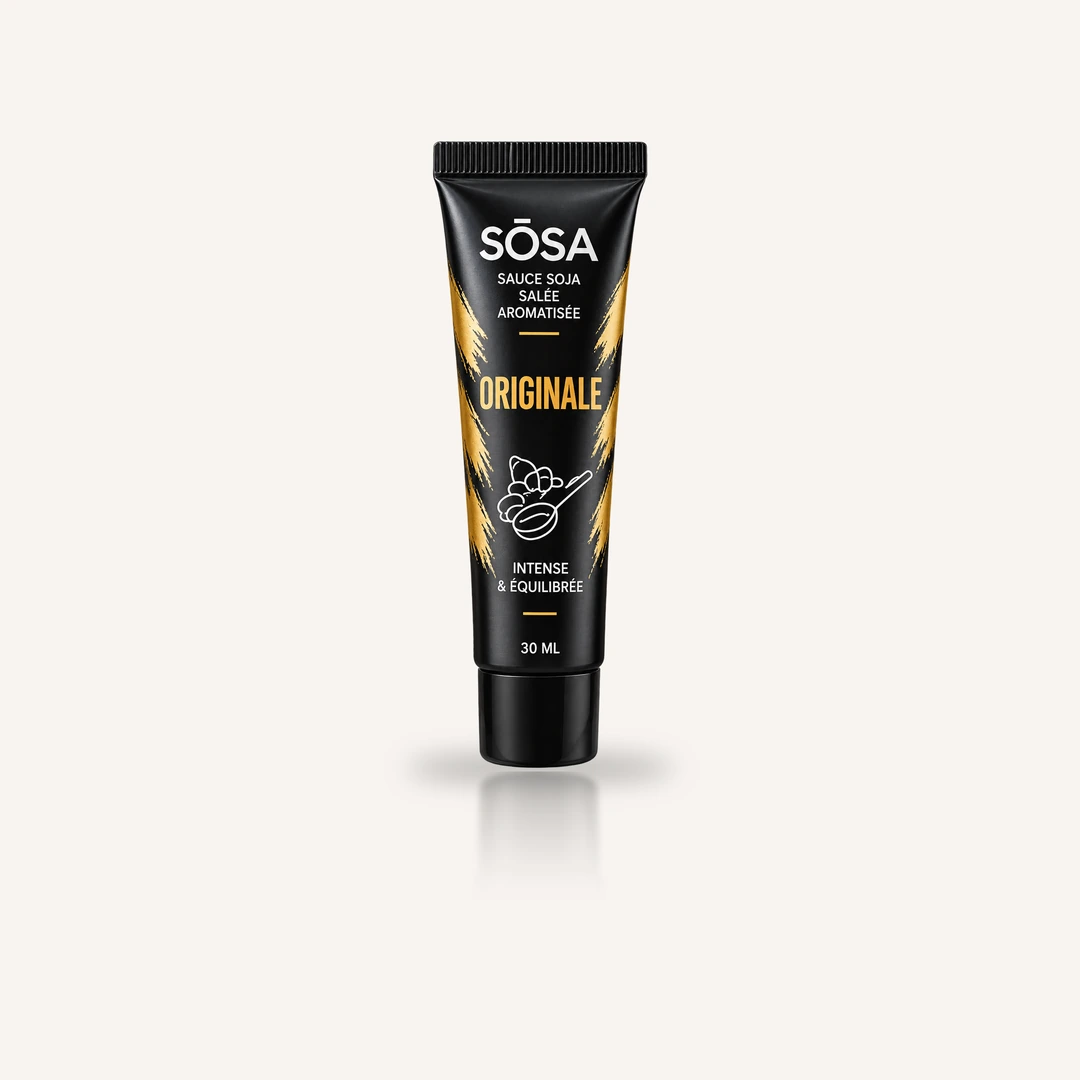 SŌSA
SAUCE SOJA
SALÉE
AROMATISÉE
ORIGINALE
INTENSE
& ÉQUILIBRÉE
30 ML